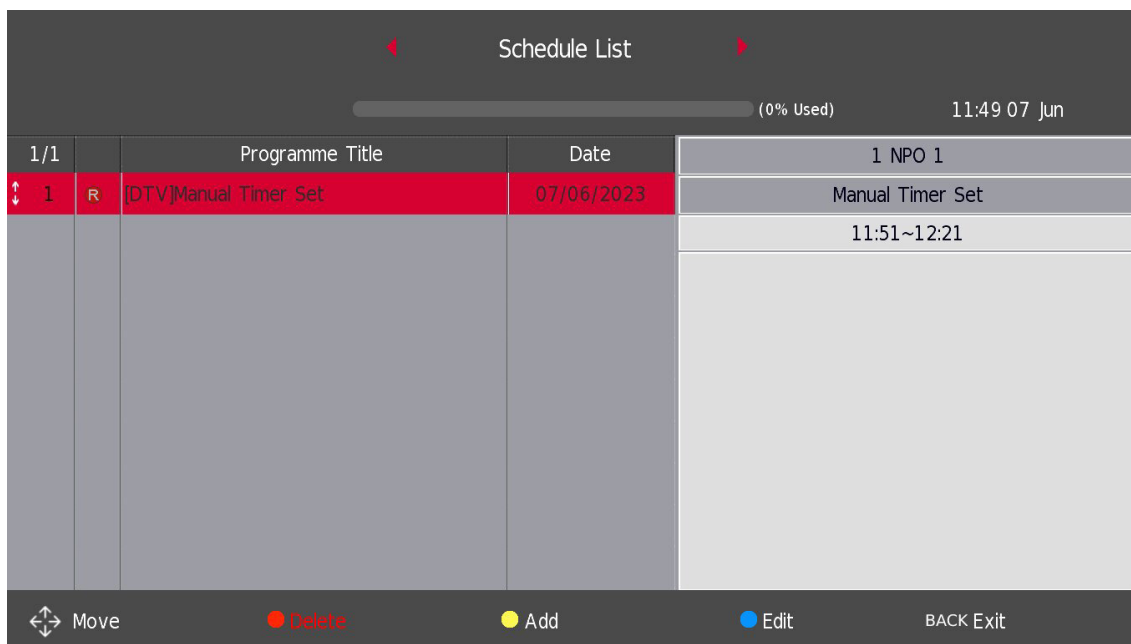 Schedule List
(0% Used) 11:49 07 Jun
1/1 Programme Title Date 1 NPO 1
1 R [DTV]Manual Timer Set 07/06/2023 Manual Timer Set
11:51~12:21
Move Delete Add Edit BACK Exit